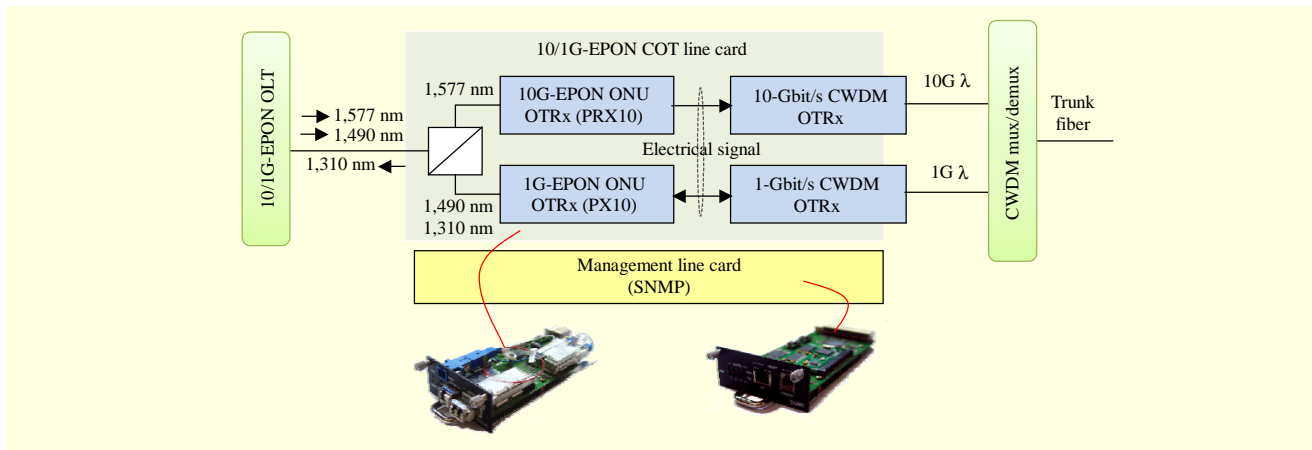 10/1G-EPON OLT
1,577 nm
1,490 nm
1,310 nm
10/1G-EPON COT line card
1,577 nm
10G-EPON ONU
OTRx (PRX10)
10-Gbit/s CWDM
OTRx
10G λ
Electrical signal
1G-EPON ONU
OTRx (PX10)
1-Gbit/s CWDM
OTRx
1G λ
1,490 nm
1,310 nm
CWDM mux/demux
Trunk
fiber
Management line card
(SNMP)